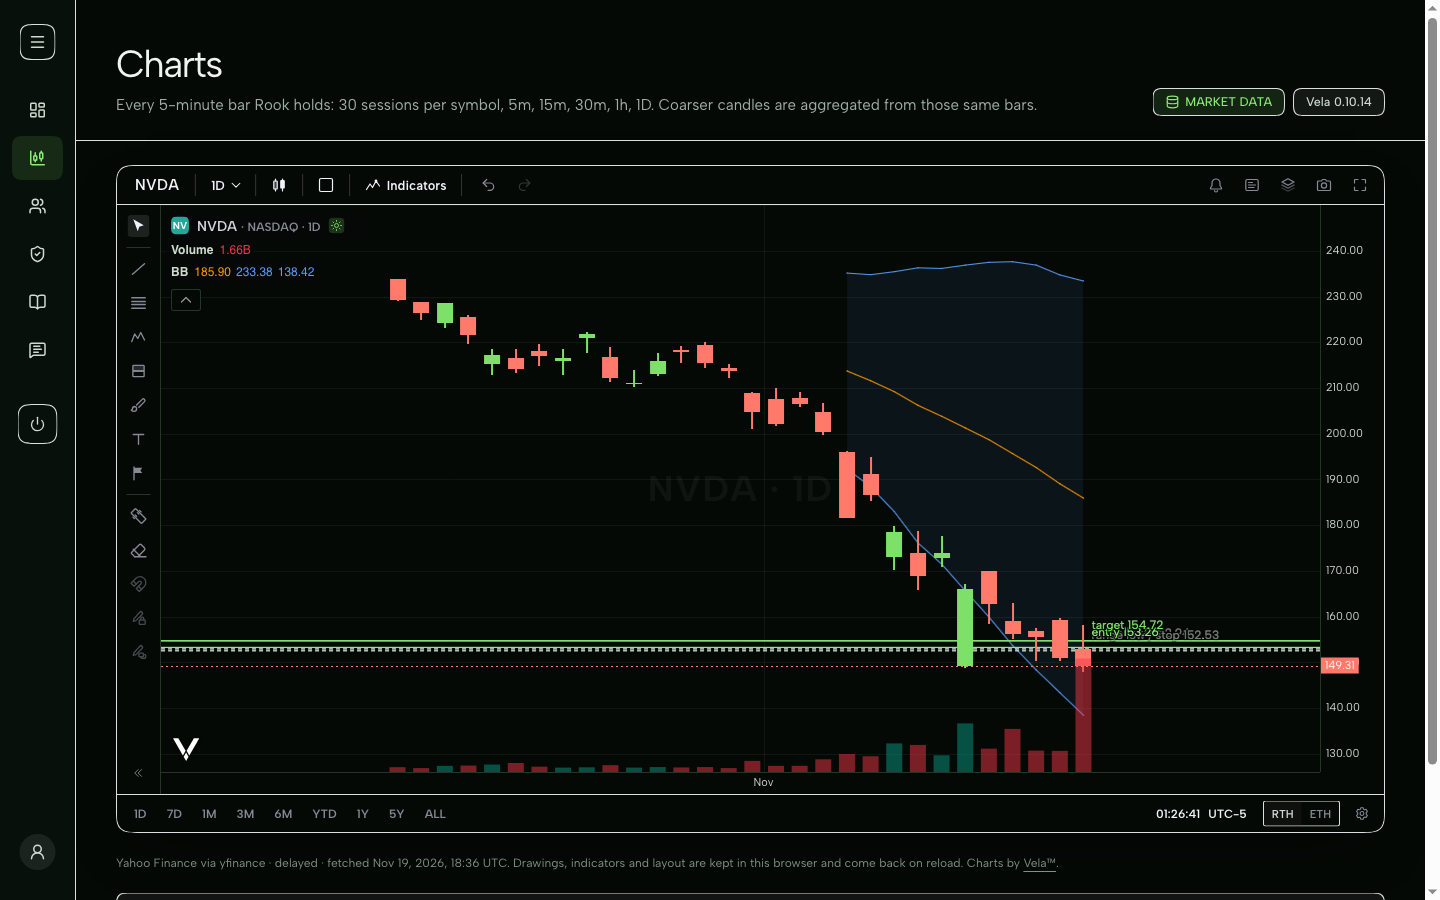 Charts
Every 5-minute bar Rook holds: 30 sessions per symbol, 5m, 15m, 30m, 1h, 1D. Coarser candles are aggregated from those same bars.
MARKET DATA
Vela 0.10.14
NVDA 1D Indicators
NV NVDA · NASDAQ · 1D
Volume 1.66B
BB 185.90 233.38 138.42
NVDA · 1D
240.00
230.00
220.00
210.00
200.00
190.00
180.00
170.00
160.00
target 154.72
entry 153.26
stop 152.53
149.31
140.00
130.00
Nov
1D 7D 1M 3M 6M YTD 1Y 5Y ALL
01:26:41 UTC-5 RTH ETH
Yahoo Finance via yfinance · delayed · fetched Nov 19, 2026, 18:36 UTC. Drawings, indicators and layout are kept in this browser and come back on reload. Charts by Vela™.